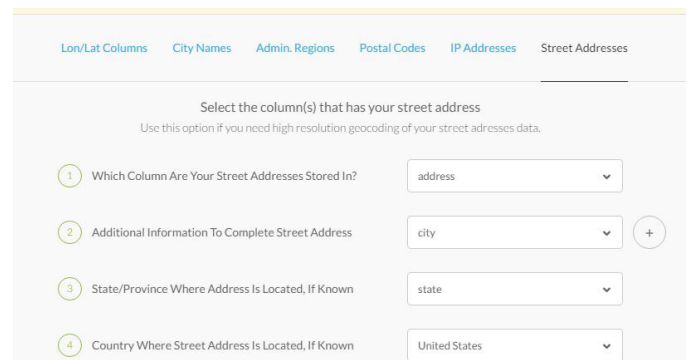 Lon/Lat Columns City Names Admin. Regions Postal Codes IP Addresses Street Addresses
Select the column(s) that has your street address
Use this option if you need high resolution geocoding of your street adresses data.
1 Which Column Are Your Street Addresses Stored In? address
2 Additional Information To Complete Street Address city +
3 State/Province Where Address Is Located, If Known state
4 Country Where Street Address Is Located, If Known United States